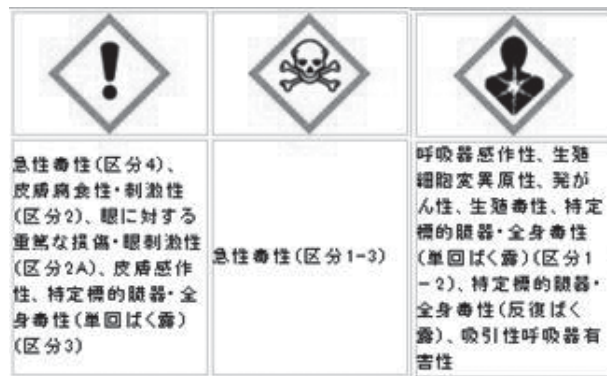 急性毒性(区分4)、
皮膚腐食性・刺激性
(区分2)、眼に対する
重篤な損傷・眼刺激性
(区分2A)、皮膚感作
性、特定標的臓器・全
身毒性(単回ばく露)
(区分3)
急性毒性(区分1-3)
呼吸器感作性、生殖
細胞変異原性、発が
ん性、生殖毒性、特定
標的臓器・全身毒性
(単回ばく露)(区分1
-2)、特定標的臓器・
全身毒性(反復ばく
露)、吸引性呼吸器有
害性